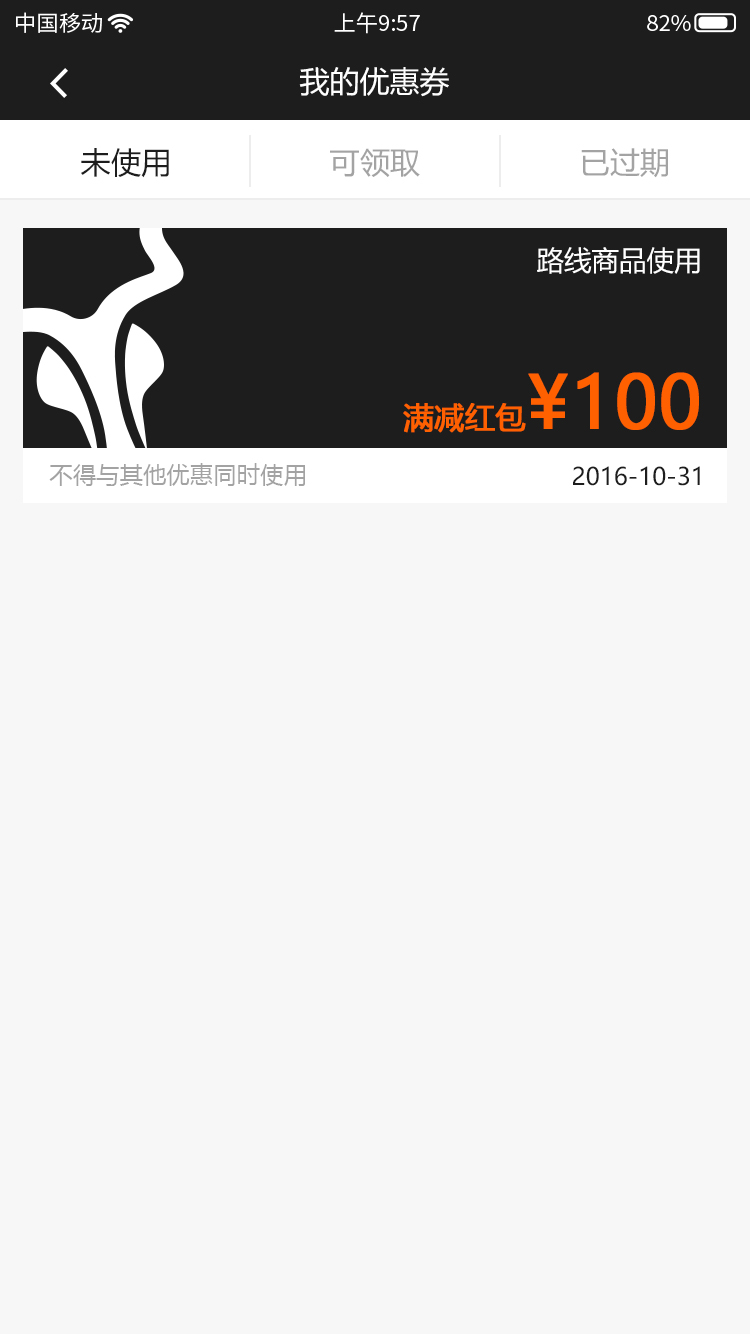 中国移动 上午9:57 82%
我的优惠券
未使用 可领取 已过期
路线商品使用
满减红包¥100
不得与其他优惠同时使用 2016-10-31